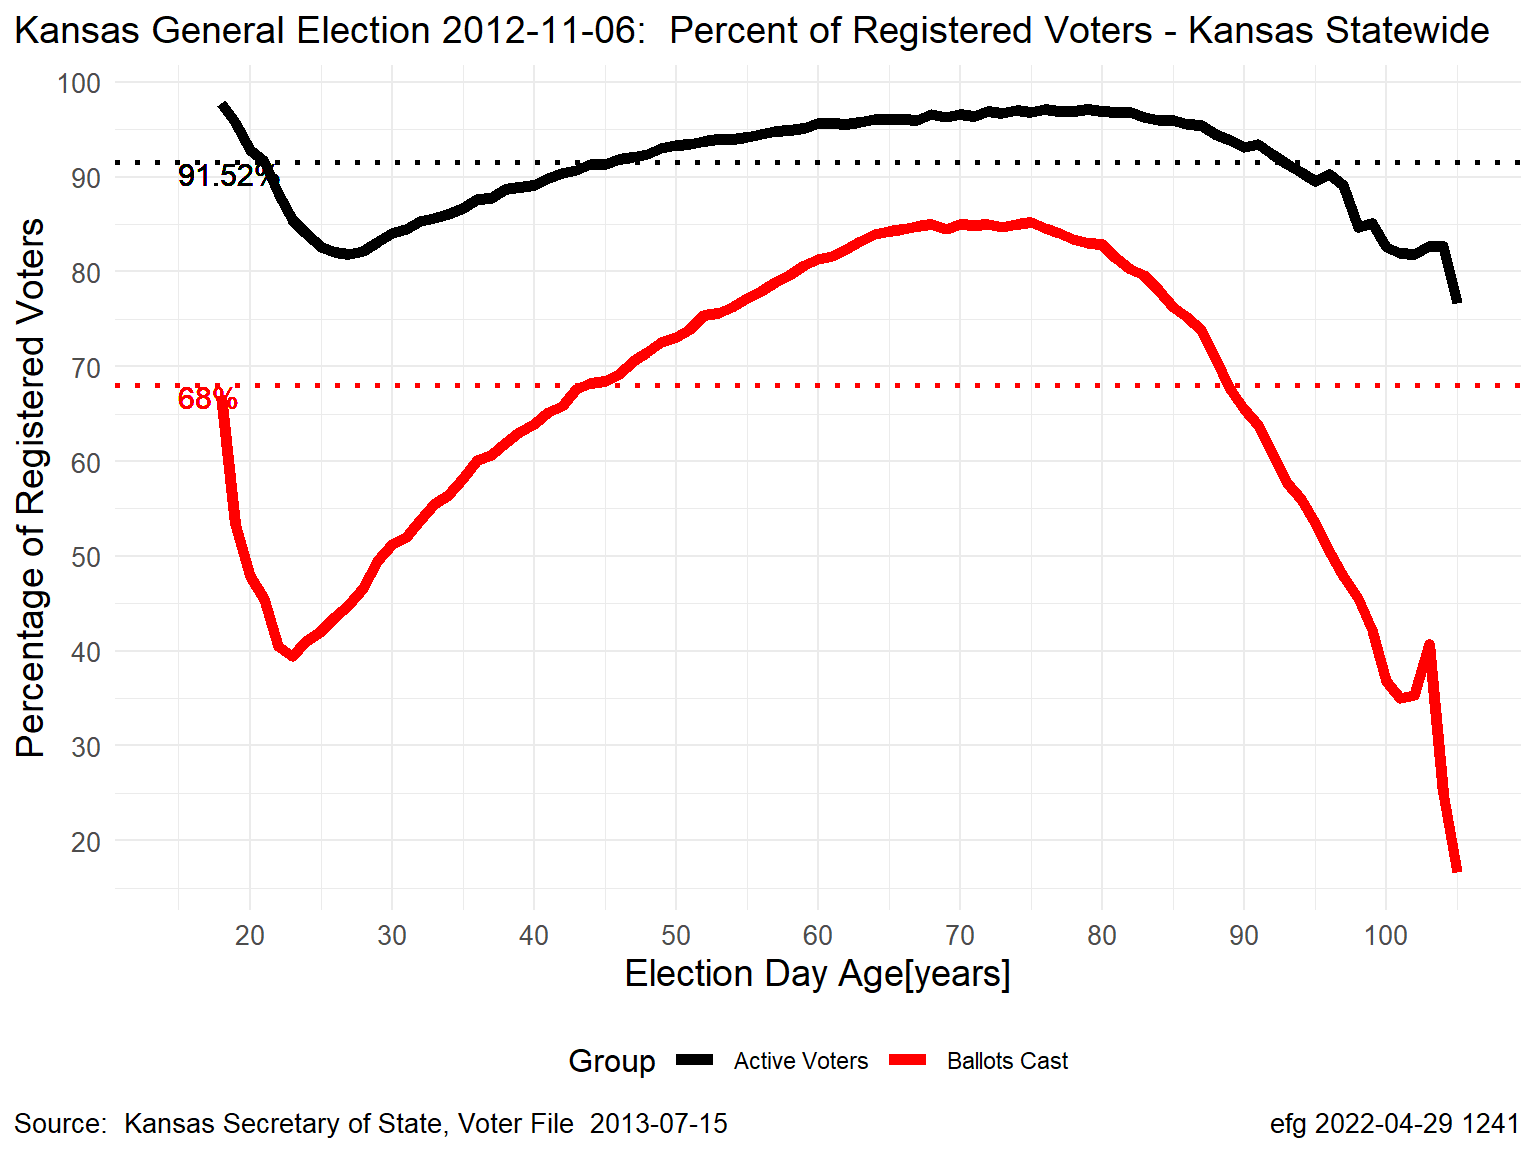 Kansas General Election 2012-11-06:  Percent of Registered Voters - Kansas Statewide
Percentage of Registered Voters
100
90
80
70
60
50
40
30
20
91.52%
68%
20 30 40 50 60 70 80 90 100
Election Day Age[years]
Group Active Voters Ballots Cast
Source:  Kansas Secretary of State, Voter File  2013-07-15
efg 2022-04-29 1241